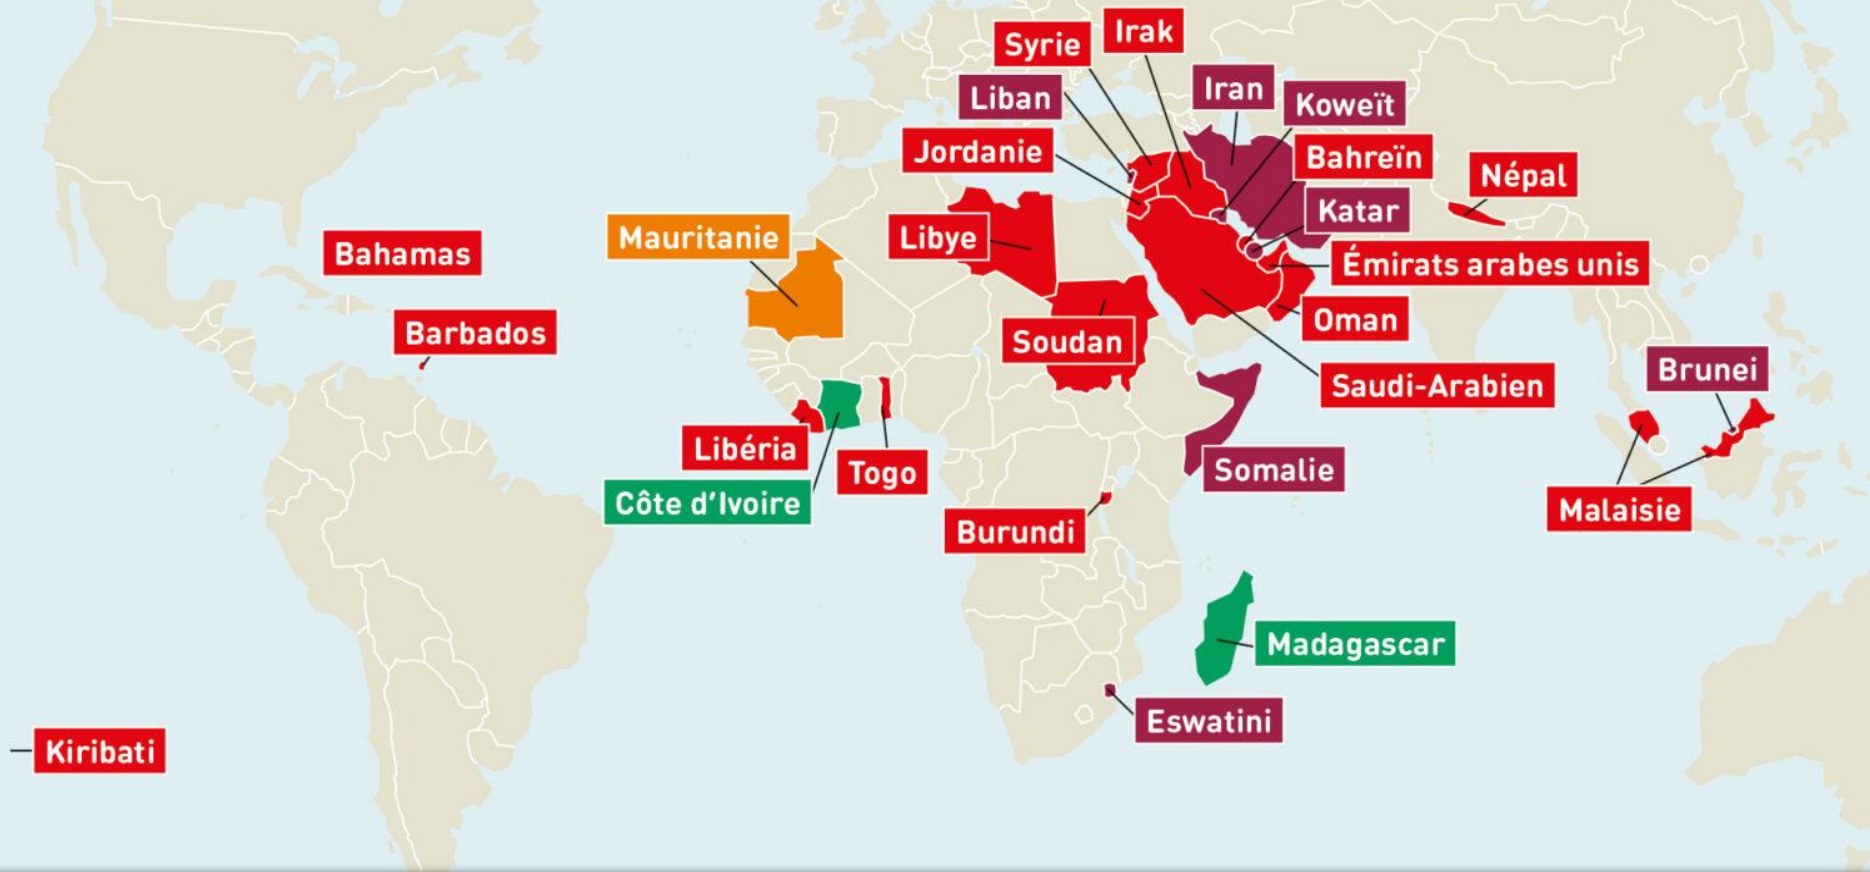 Irak
Syrie
Iran
Liban
Koweït
Jordanie
Bahreïn
Népal
Katar
Mauritanie
Libye
Bahamas
Émirats arabes unis
Oman
Barbados
Soudan
Brunei
Saudi-Arabien
Libéria
Togo
Somalie
Côte d'Ivoire
Malaisie
Burundi
Madagascar
Eswatini
Kiribati